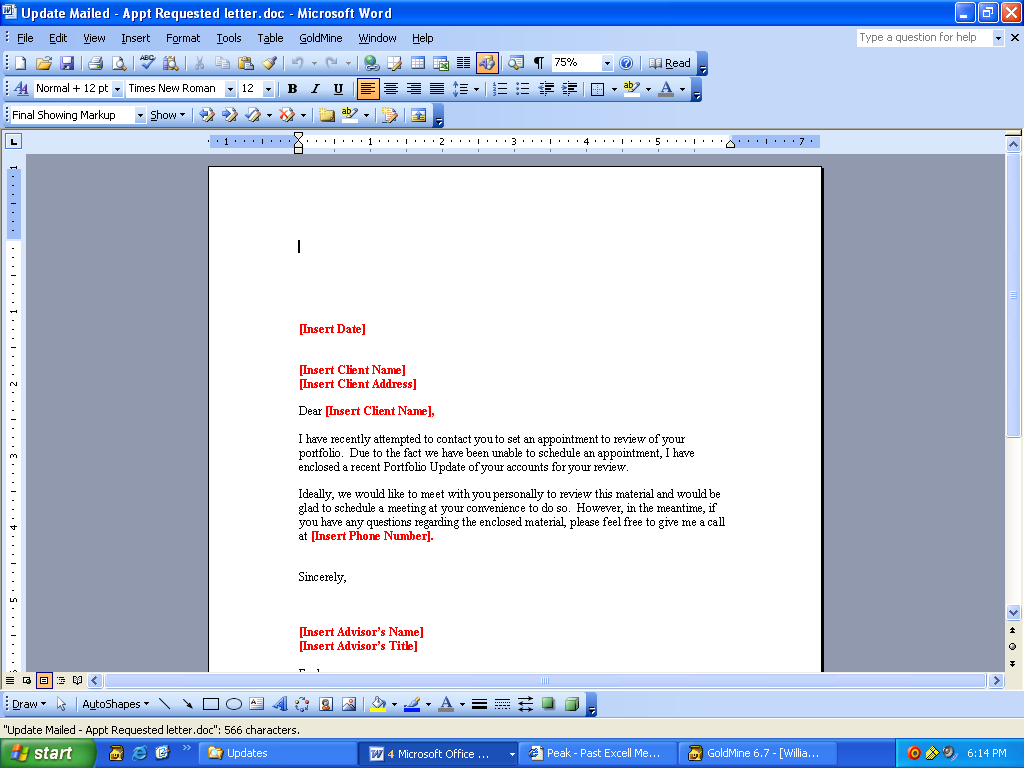 Update Mailed - Appt Requested letter.doc - Microsoft Word
File Edit View Insert Format Tools Table GoldMine Window Help
Type a question for help
75%
Read
Normal + 12 pt Times New Roman 12 B I U
Final Showing Markup Show
1 1 2 3 4 5 7
[Insert Date]
[Insert Client Name]
[Insert Client Address]
Dear [Insert Client Name],
I have recently attempted to contact you to set an appointment to review of your
portfolio.  Due to the fact we have been unable to schedule an appointment, I have
enclosed a recent Portfolio Update of your accounts for your review.
Ideally, we would like to meet with you personally to review this material and would be
glad to schedule a meeting at your convenience to do so.  However, in the meantime, if
you have any questions regarding the enclosed material, please feel free to give me a call
at [Insert Phone Number].
Sincerely,
[Insert Advisor's Name]
[Insert Advisor's Title]
Draw AutoShapes
"Update Mailed - Appt Requested letter.doc": 566 characters.
start Updates 4 Microsoft Office ... Peak - Past Excell Me... GoldMine 6.7 - [Willia... 6:14 PM